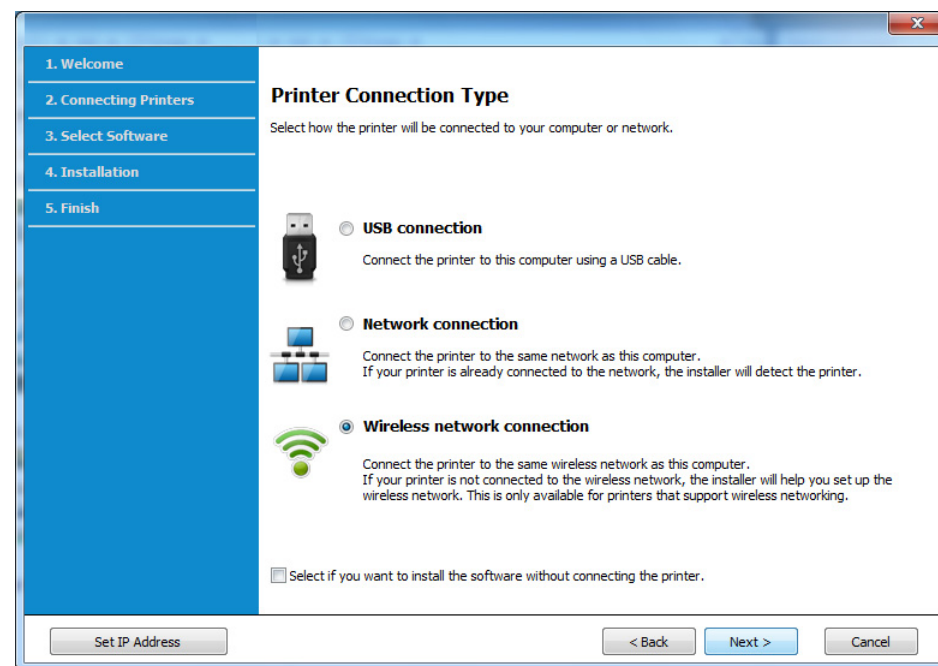 1. Welcome
2. Connecting Printers
3. Select Software
4. Installation
5. Finish
Printer Connection Type
Select how the printer will be connected to your computer or network.
USB connection
Connect the printer to this computer using a USB cable.
Network connection
Connect the printer to the same network as this computer.
If your printer is already connected to the network, the installer will detect the printer.
Wireless network connection
Connect the printer to the same wireless network as this computer.
If your printer is not connected to the wireless network, the installer will help you set up the
wireless network. This is only available for printers that support wireless networking.
Select if you want to install the software without connecting the printer.
Set IP Address
< Back
Next >
Cancel